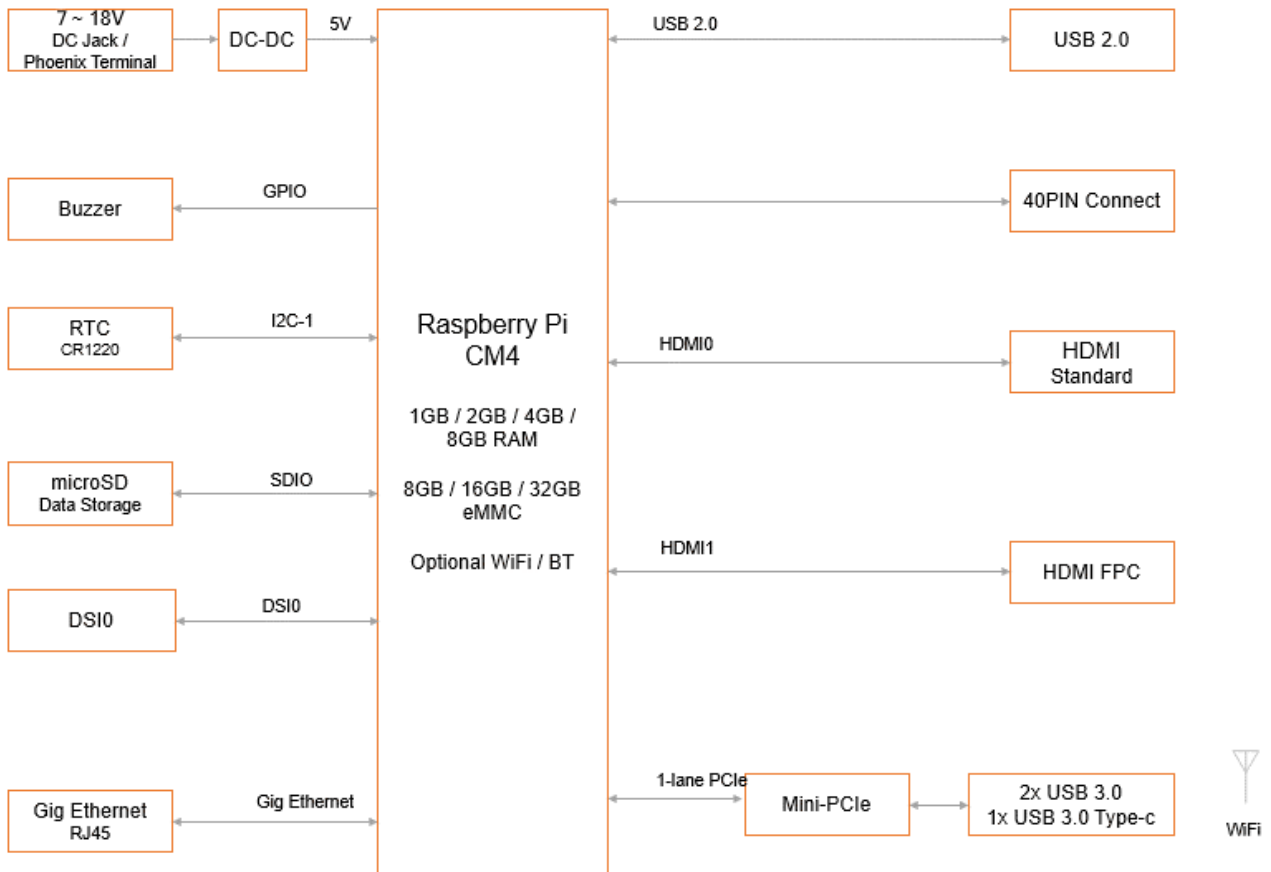 7 ~ 18V
DC Jack /
Phoenix Terminal
DC-DC
5V
USB 2.0
USB 2.0
Buzzer
GPIO
40PIN Connect
RTC
CR1220
I2C-1
Raspberry Pi
CM4
1GB / 2GB / 4GB /
8GB RAM
8GB / 16GB / 32GB
eMMC
Optional WiFi / BT
HDMI0
HDMI
Standard
microSD
Data Storage
SDIO
HDMI1
HDMI FPC
DSI0
DSI0
Gig Ethernet
RJ45
Gig Ethernet
1-lane PCIe
Mini-PCIe
2x USB 3.0
1x USB 3.0 Type-c
WiFi